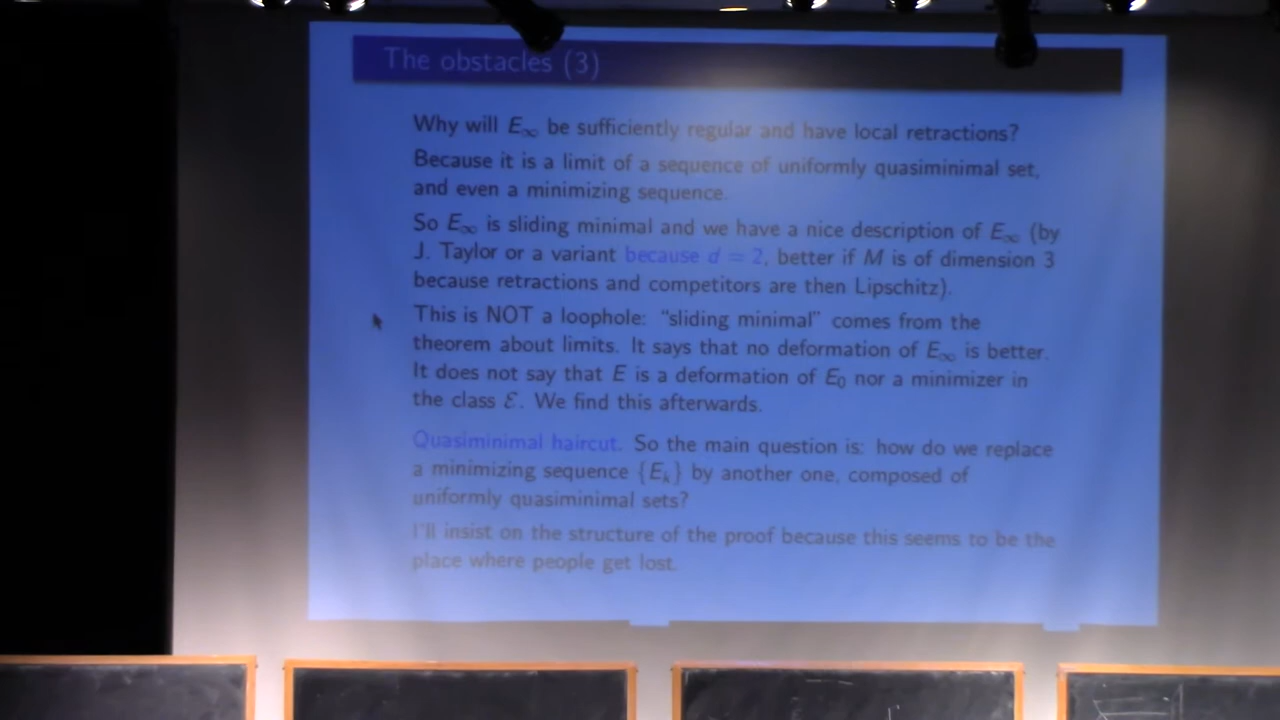 The obstacles (3)
Why will E∞ be sufficiently regular and have local retractions?
Because it is a limit of a sequence of uniformly quasiminimal set,
and even a minimizing sequence.
So E∞ is sliding minimal and we have a nice description of E∞ (by
J. Taylor or a variant because d = 2, better if M is of dimension 3
because retractions and competitors are then Lipschitz).
This is NOT a loophole: “sliding minimal” comes from the
theorem about limits. It says that no deformation of E∞ is better.
It does not say that E is a deformation of E₀ nor a minimizer in
the class ℰ. We find this afterwards.
Quasiminimal haircut. So the main question is: how do we replace
a minimizing sequence {Eₖ} by another one, composed of
uniformly quasiminimal sets?
I'll insist on the structure of the proof because this seems to be the
place where people get lost.